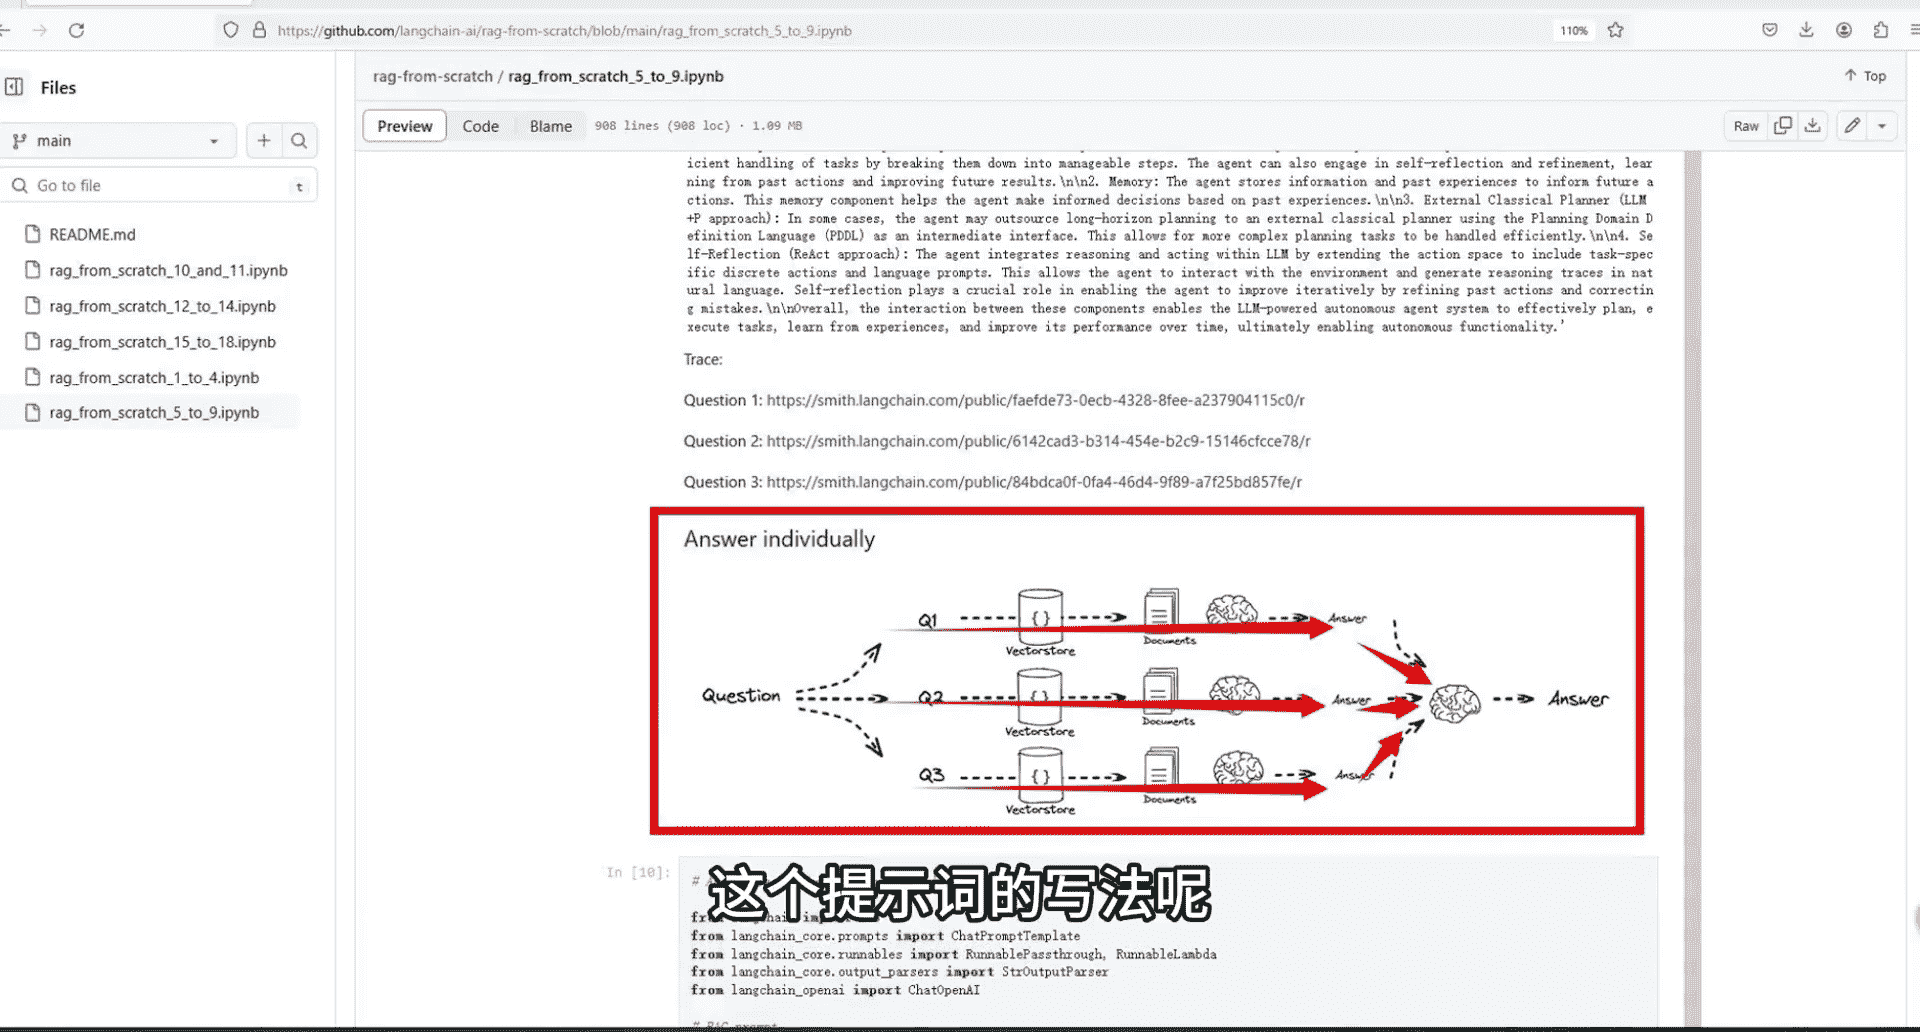 https://github.com/langchain-ai/rag-from-scratch/blob/main/rag_from_scratch_5_to_9.ipynb
110%
Files
main
Go to file
t
README.md
rag_from_scratch_10_and_11.ipynb
rag_from_scratch_12_to_14.ipynb
rag_from_scratch_15_to_18.ipynb
rag_from_scratch_1_to_4.ipynb
rag_from_scratch_5_to_9.ipynb
rag-from-scratch / rag_from_scratch_5_to_9.ipynb
Top
Preview
Code
Blame
908 lines (908 loc) · 1.09 MB
Raw
icient handling of tasks by breaking them down into manageable steps. The agent can also engage in self-reflection and refinement, lear
ning from past actions and improving future results.\n\n2. Memory: The agent stores information and past experiences to inform future a
ctions. This memory component helps the agent make informed decisions based on past experiences.\n\n3. External Classical Planner (LLM
+P approach): In some cases, the agent may outsource long-horizon planning to an external classical planner using the Planning Domain D
efinition Language (PDDL) as an intermediate interface. This allows for more complex planning tasks to be handled efficiently.\n\n4. Se
lf-Reflection (ReAct approach): The agent integrates reasoning and acting within LLM by extending the action space to include task-spec
ific discrete actions and language prompts. This allows the agent to interact with the environment and generate reasoning traces in nat
ural language. Self-reflection plays a crucial role in enabling the agent to improve iteratively by refining past actions and correctin
g mistakes.\n\nOverall, the interaction between these components enables the LLM-powered autonomous agent system to effectively plan, e
xecute tasks, learn from experiences, and improve its performance over time, ultimately enabling autonomous functionality.'
Trace:
Question 1: https://smith.langchain.com/public/faefde73-0ecb-4328-8fee-a237904115c0/r
Question 2: https://smith.langchain.com/public/6142cad3-b314-454e-b2c9-15146cfcce78/r
Question 3: https://smith.langchain.com/public/84bdca0f-0fa4-46d4-9f89-a7f25bd857fe/r
Answer individually
Question
Q1
{}
Vectorstore
Documents
Answer
Q2
{}
Vectorstore
Documents
Answer
Q3
{}
Vectorstore
Documents
Answer
Answer
In [10]:
#
这个提示词的写法呢
from langchain_core.prompts import ChatPromptTemplate
from langchain_core.runnables import RunnablePassthrough, RunnableLambda
from langchain_core.output_parsers import StrOutputParser
from langchain_openai import ChatOpenAI